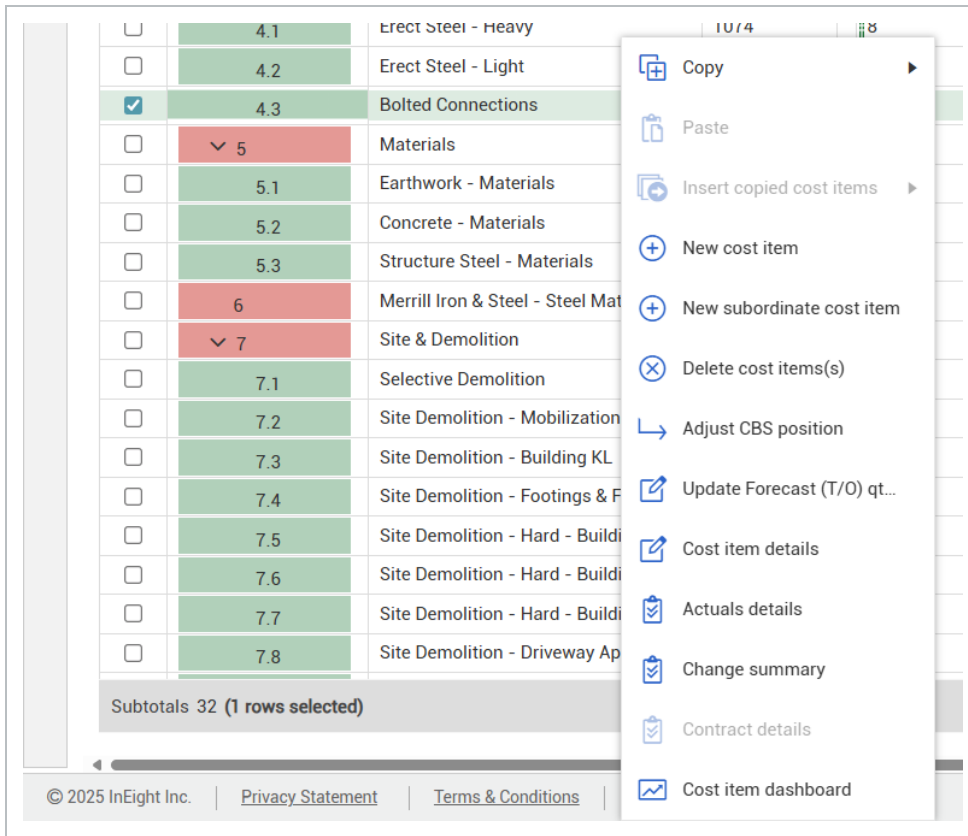 4.1 Erect Steel - Heavy 1074 8
4.2 Erect Steel - Light
4.3 Bolted Connections
5 Materials
5.1 Earthwork - Materials
5.2 Concrete - Materials
5.3 Structure Steel - Materials
6 Merrill Iron & Steel - Steel Mat
7 Site & Demolition
7.1 Selective Demolition
7.2 Site Demolition - Mobilization
7.3 Site Demolition - Building KL
7.4 Site Demolition - Footings & F
7.5 Site Demolition - Hard - Buildi
7.6 Site Demolition - Hard - Buildi
7.7 Site Demolition - Hard - Buildi
7.8 Site Demolition - Driveway Ap
Subtotals 32 (1 rows selected)
Copy
Paste
Insert copied cost items
New cost item
New subordinate cost item
Delete cost items(s)
Adjust CBS position
Update Forecast (T/O) qt...
Cost item details
Actuals details
Change summary
Contract details
Cost item dashboard
© 2025 InEight Inc. | Privacy Statement | Terms & Conditions |